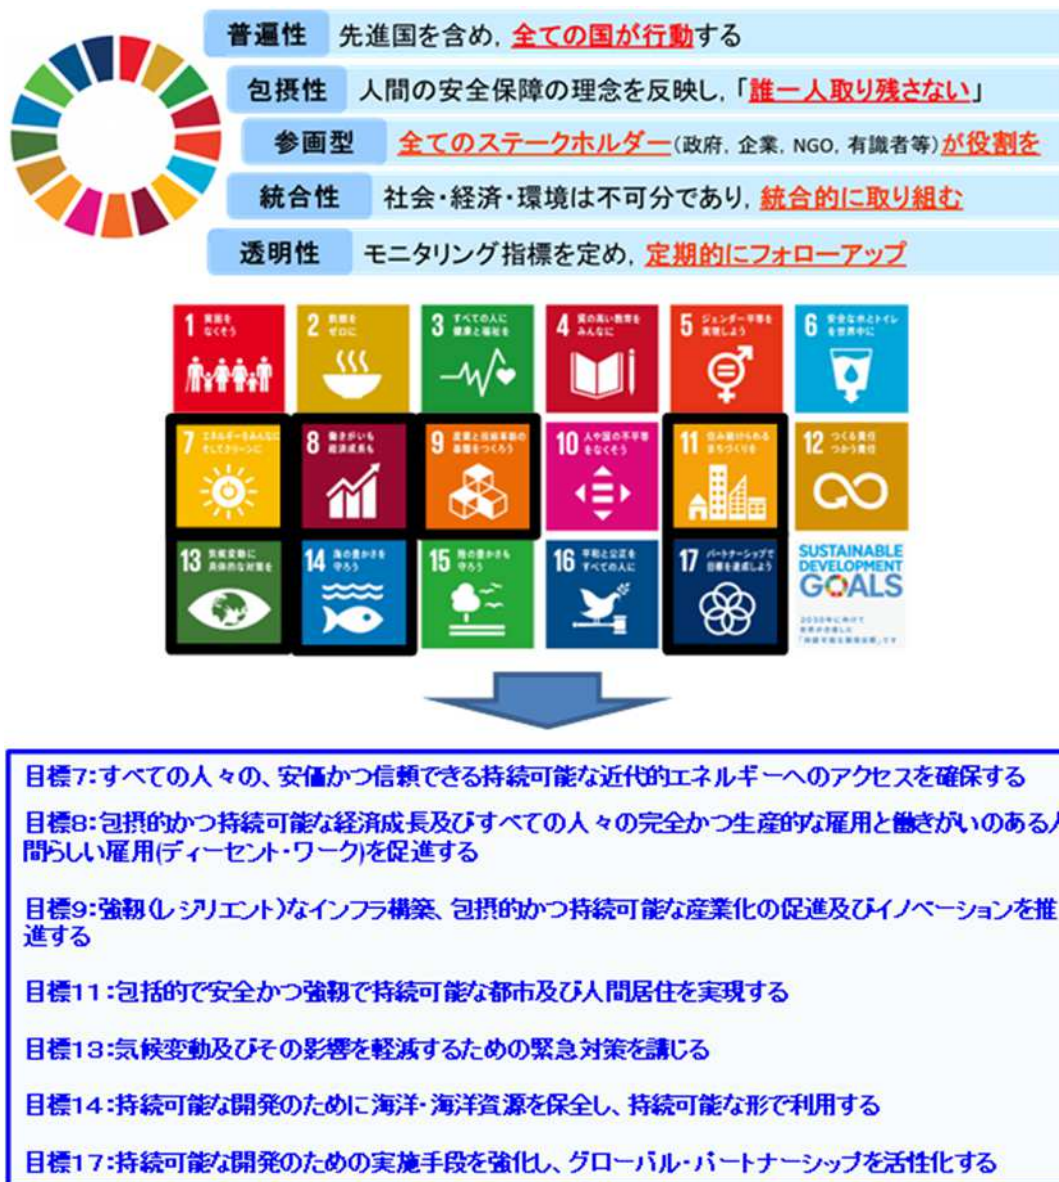 普遍性 先進国を含め，全ての国が行動する
包摂性 人間の安全保障の理念を反映し，「誰一人取り残さない」
参画型 全てのステークホルダー(政府，企業，NGO，有識者等)が役割を
統合性 社会・経済・環境は不可分であり，統合的に取り組む
透明性 モニタリング指標を定め，定期的にフォローアップ
1 貧困を
なくそう
2 飢餓を
ゼロに
3 すべての人に
健康と福祉を
4 質の高い教育を
みんなに
5 ジェンダー平等を
実現しよう
6 安全な水とトイレ
を世界中に
7 エネルギーをみんなに
そしてクリーンに
8 働きがいも
経済成長も
9 産業と技術革新の
基盤をつくろう
10 人や国の不平等
をなくそう
11 住み続けられる
まちづくりを
12 つくる責任
つかう責任
13 気候変動に
具体的な対策を
14 海の豊かさを
守ろう
15 陸の豊かさも
守ろう
16 平和と公正を
すべての人に
17 パートナーシップで
目標を達成しよう
SUSTAINABLE
DEVELOPMENT
GOALS
2030年に向けて
世界が合意した
「持続可能な開発目標」です
目標7:すべての人々の、安価かつ信頼できる持続可能な近代的エネルギーへのアクセスを確保する
目標8:包摂的かつ持続可能な経済成長及びすべての人々の完全かつ生産的な雇用と働きがいのある人
間らしい雇用(ディーセント・ワーク)を促進する
目標9:強靱(レジリエント)なインフラ構築、包摂的かつ持続可能な産業化の促進及びイノベーションを推
進する
目標11:包括的で安全かつ強靱で持続可能な都市及び人間居住を実現する
目標13:気候変動及びその影響を軽減するための緊急対策を講じる
目標14:持続可能な開発のために海洋・海洋資源を保全し、持続可能な形で利用する
目標17:持続可能な開発のための実施手段を強化し、グローバル・パートナーシップを活性化する